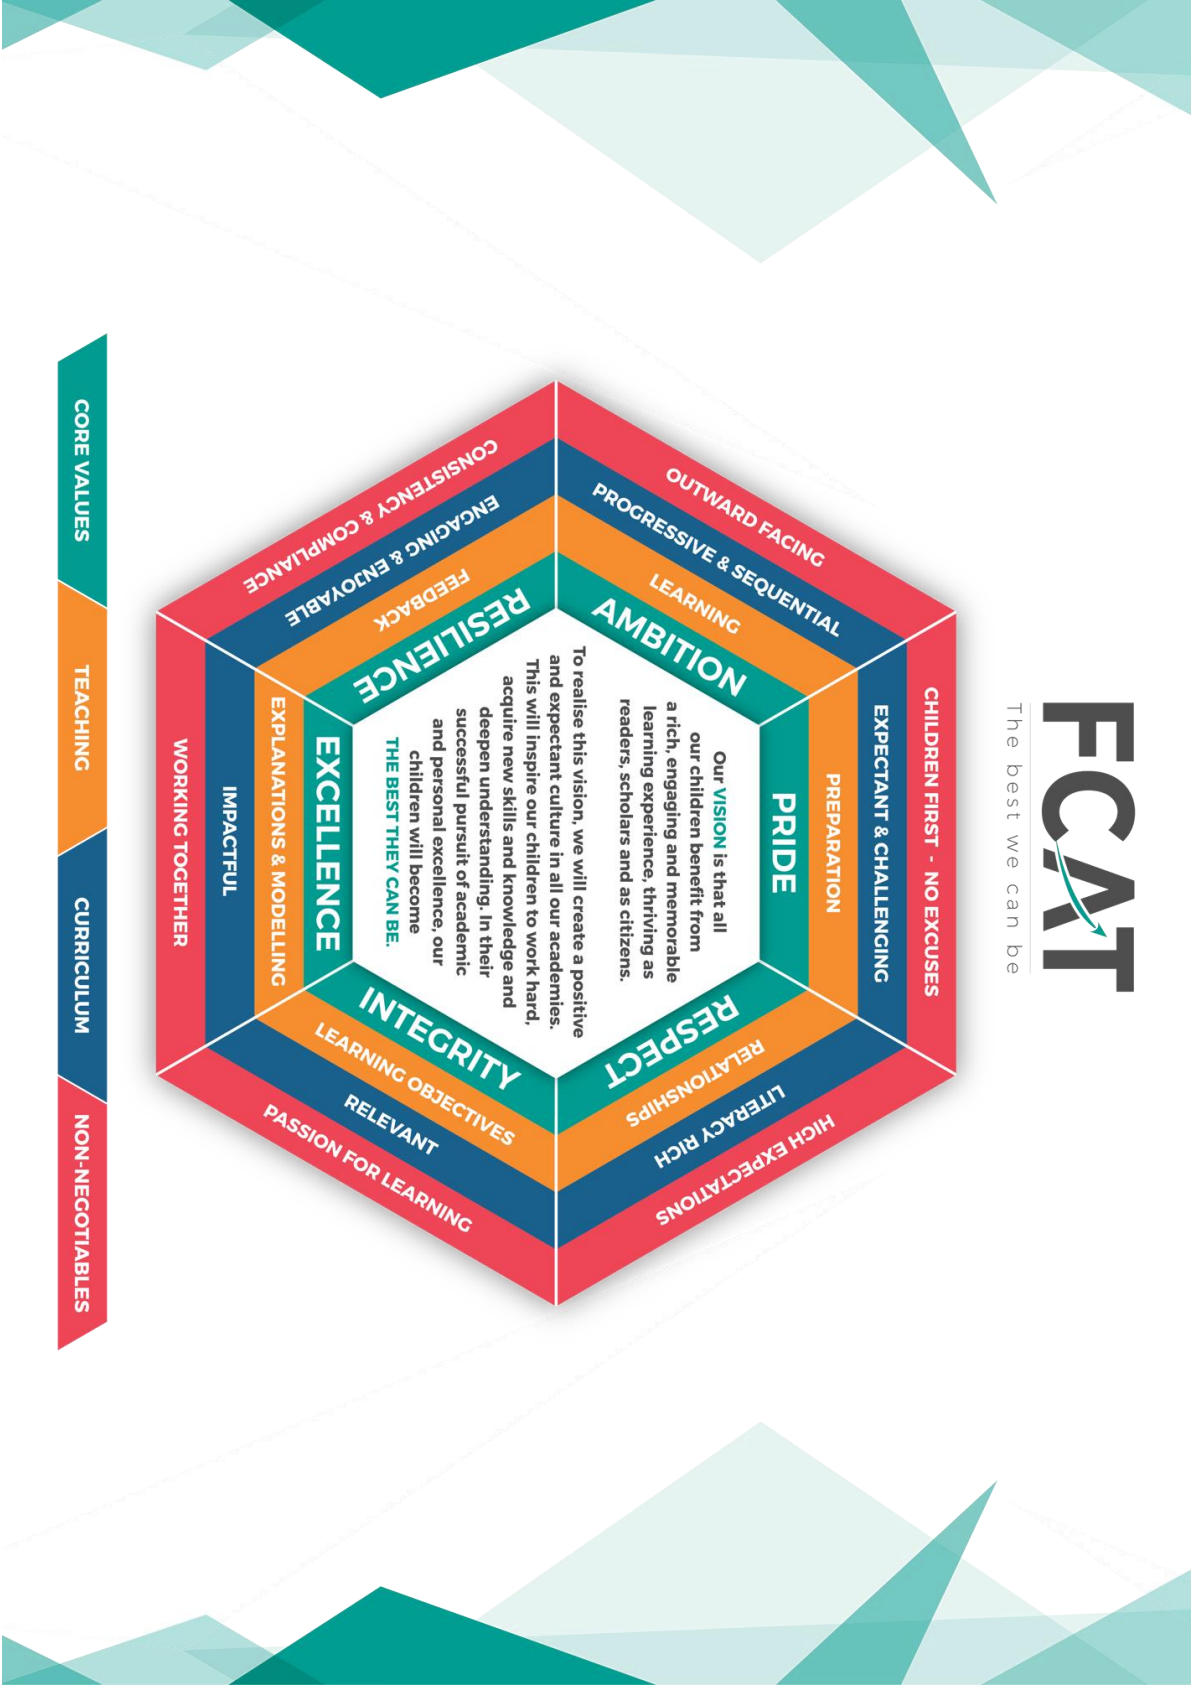 FCAT
The best we can be
CHILDREN FIRST - NO EXCUSES
EXPECTANT & CHALLENGING
PREPARATION
PRIDE
OUTWARD FACING
PROGRESSIVE & SEQUENTIAL
LEARNING
AMBITION
HIGH EXPECTATIONS
LITERACY RICH
RELATIONSHIPS
RESPECT
Our VISION is that all
our children benefit from
a rich, engaging and memorable
learning experience, thriving as
readers, scholars and as citizens.
To realise this vision, we will create a positive
and expectant culture in all our academies.
This will inspire our children to work hard,
acquire new skills and knowledge and
deepen understanding. In their
successful pursuit of academic
and personal excellence, our
children will become
THE BEST THEY CAN BE.
RESILIENCE
FEEDBACK
ENGAGING & ENJOYABLE
CONSISTENCY & COMPLIANCE
INTEGRITY
LEARNING OBJECTIVES
RELEVANT
PASSION FOR LEARNING
EXCELLENCE
EXPLANATIONS & MODELLING
IMPACTFUL
WORKING TOGETHER
CORE VALUES
TEACHING
CURRICULUM
NON-NEGOTIABLES